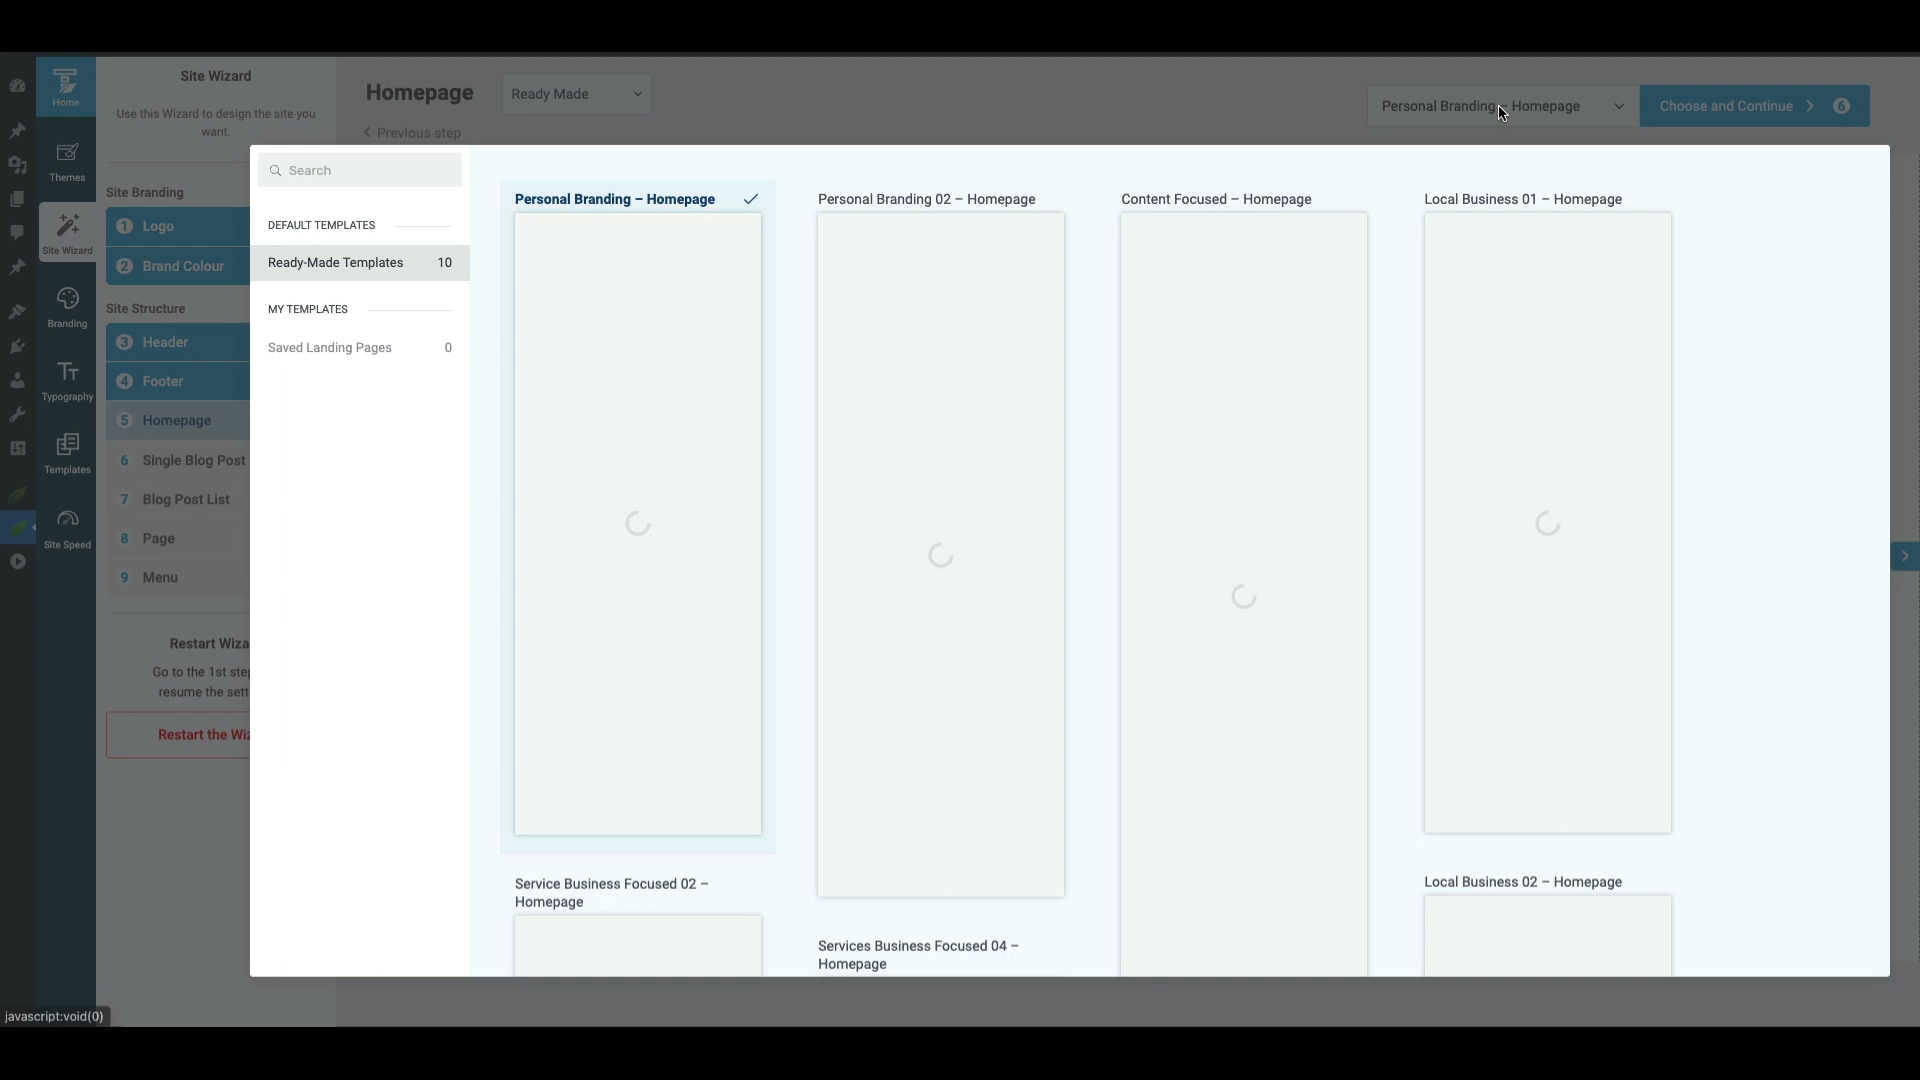 Home
Themes
Site Wizard
Branding
Typography
Templates
Site Speed
Site Wizard
Use this Wizard to design the site you
want.
Site Branding
1 Logo
2 Brand Colour
Site Structure
3 Header
4 Footer
5 Homepage
6 Single Blog Post
7 Blog Post List
8 Page
9 Menu
Restart Wiza
Go to the 1st step
resume the sett
Restart the Wiz
Homepage
Ready Made
Previous step
Personal Branding – Homepage
Choose and Continue 6
Search
DEFAULT TEMPLATES
Ready-Made Templates 10
MY TEMPLATES
Saved Landing Pages 0
Personal Branding – Homepage
Personal Branding 02 – Homepage
Content Focused – Homepage
Local Business 01 – Homepage
Service Business Focused 02 –
Homepage
Services Business Focused 04 –
Homepage
Local Business 02 – Homepage
javascript:void(0)